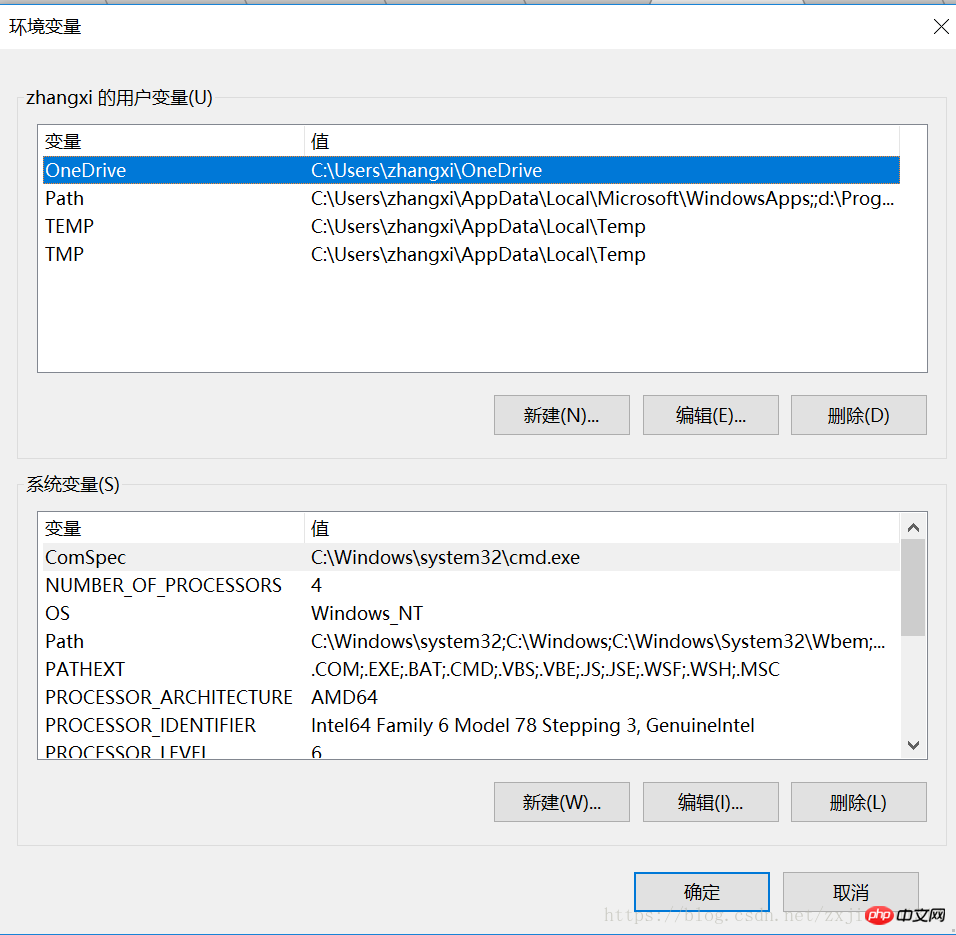 环境变量
zhangxi 的用户变量(U)
变量 值
OneDrive C:\Users\zhangxi\OneDrive
Path C:\Users\zhangxi\AppData\Local\Microsoft\WindowsApps;;d:\Prog...
TEMP C:\Users\zhangxi\AppData\Local\Temp
TMP C:\Users\zhangxi\AppData\Local\Temp
新建(N)... 编辑(E)... 删除(D)
系统变量(S)
变量 值
ComSpec C:\Windows\system32\cmd.exe
NUMBER_OF_PROCESSORS 4
OS Windows_NT
Path C:\Windows\system32;C:\Windows;C:\Windows\System32\Wbem;...
PATHEXT .COM;.EXE;.BAT;.CMD;.VBS;.VBE;.JS;.JSE;.WSF;.WSH;.MSC
PROCESSOR_ARCHITECTURE AMD64
PROCESSOR_IDENTIFIER Intel64 Family 6 Model 78 Stepping 3, GenuineIntel
PROCESSOR_LEVEL 6
新建(W)... 编辑(I)... 删除(L)
确定 取消
https://blog.csdn.net/zxji
php 中文网